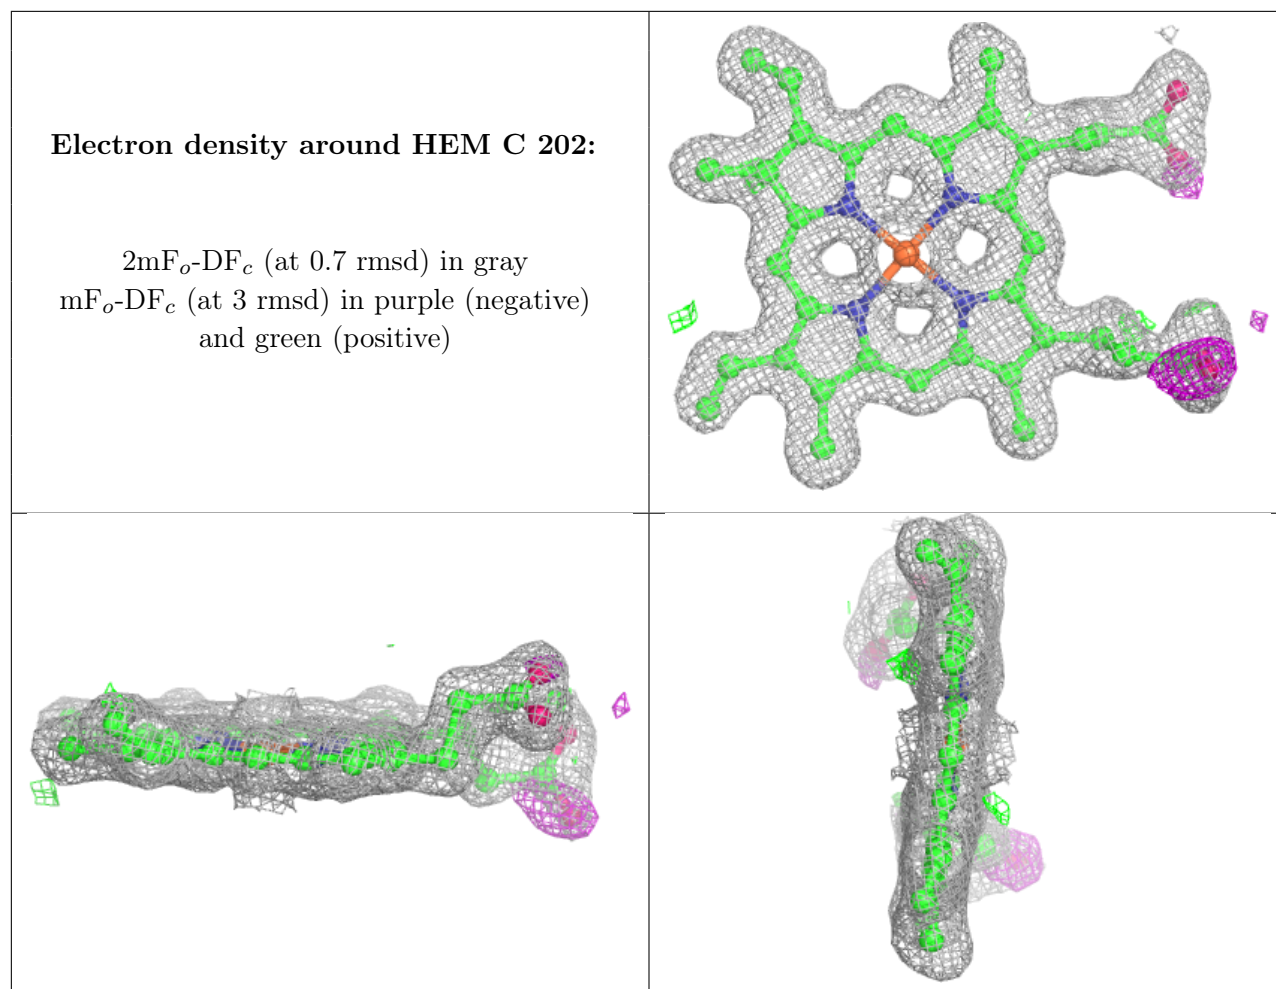 Electron density around HEM C 202:
2mFo-DFc (at 0.7 rmsd) in gray
mFo-DFc (at 3 rmsd) in purple (negative)
and green (positive)